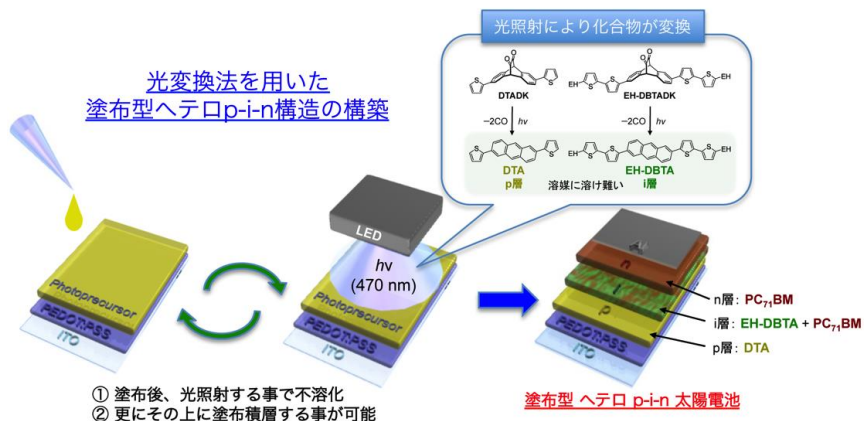 光変換法を用いた
塗布型ヘテロp-i-n構造の構築
光照射により化合物が変換
O
O
S
S
DTADK
−2CO
hν
S
S
DTA
p層
O
O
EH
S
S
S
S
EH
EH-DBTADK
−2CO
hν
EH
S
S
S
S
EH
EH-DBTA
i層
溶媒に溶け難い
Photoprecursor
PEDOT:PSS
ITO
LED
hν
(470 nm)
Photoprecursor
PEDOT:PSS
ITO
① 塗布後、光照射する事で不溶化
② 更にその上に塗布積層する事が可能
Al
n
i
p
PEDOT:PSS
ITO
n層: PC71BM
i層: EH-DBTA + PC71BM
p層: DTA
塗布型 ヘテロ p-i-n 太陽電池